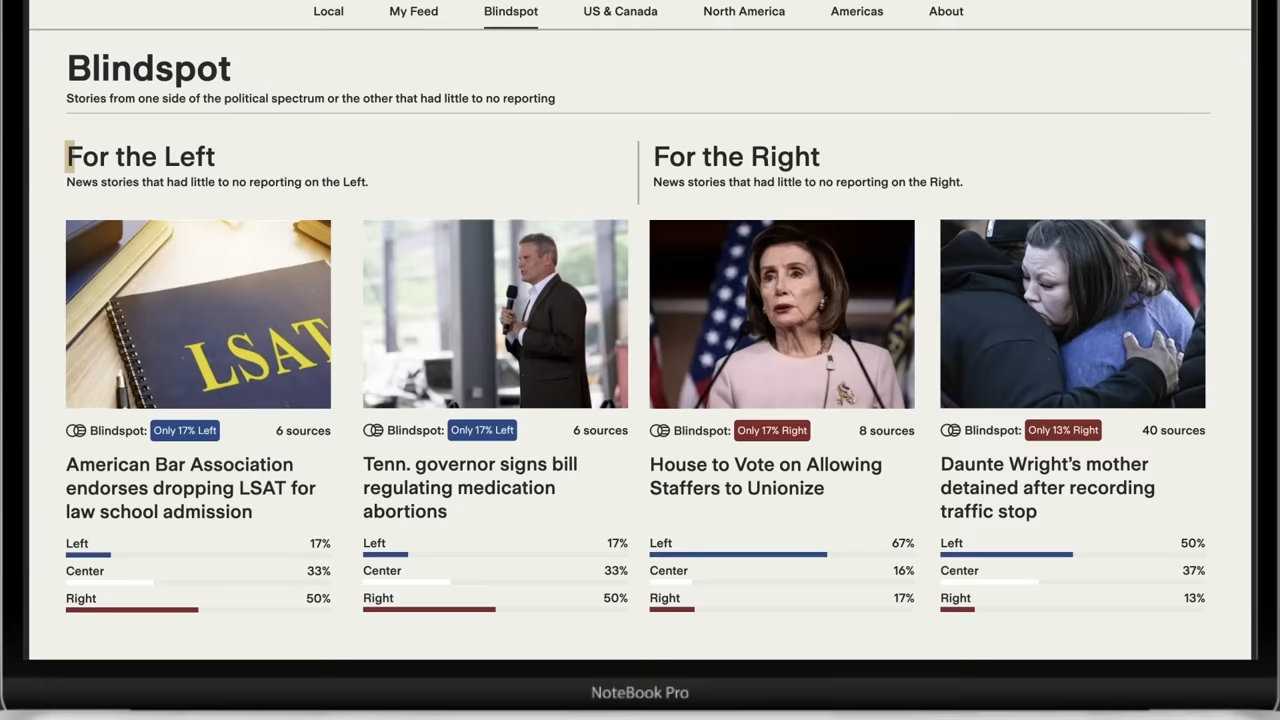 Local
My Feed
Blindspot
US & Canada
North America
Americas
About
Blindspot
Stories from one side of the political spectrum or the other that had little to no reporting
For the Left
News stories that had little to no reporting on the Left.
For the Right
News stories that had little to no reporting on the Right.
LSAT
Blindspot: Only 17% Left
6 sources
American Bar Association
endorses dropping LSAT for
law school admission
Left 17%
Center 33%
Right 50%
Blindspot: Only 17% Left
6 sources
Tenn. governor signs bill
regulating medication
abortions
Left 17%
Center 33%
Right 50%
Blindspot: Only 17% Right
8 sources
House to Vote on Allowing
Staffers to Unionize
Left 67%
Center 16%
Right 17%
Blindspot: Only 13% Right
40 sources
Daunte Wright's mother
detained after recording
traffic stop
Left 50%
Center 37%
Right 13%
NoteBook Pro